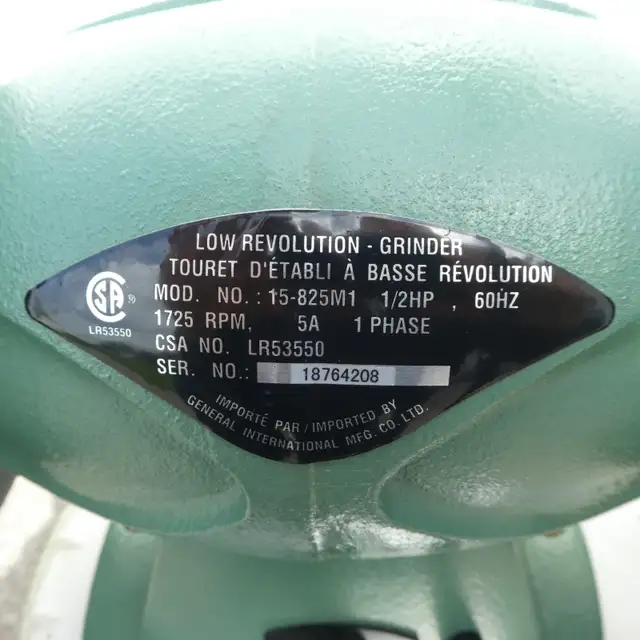 LOW REVOLUTION - GRINDER
TOURET D'ÉTABLI À BASSE RÉVOLUTION
MOD. NO.: 15-825M1 1/2HP , 60HZ
1725 RPM, 5A 1 PHASE
CSA NO. LR53550
SER. NO.: 18764208
IMPORTÉ PAR / IMPORTED BY
GENERAL INTERNATIONAL MFG. CO. LTD.
SA ®
LR53550